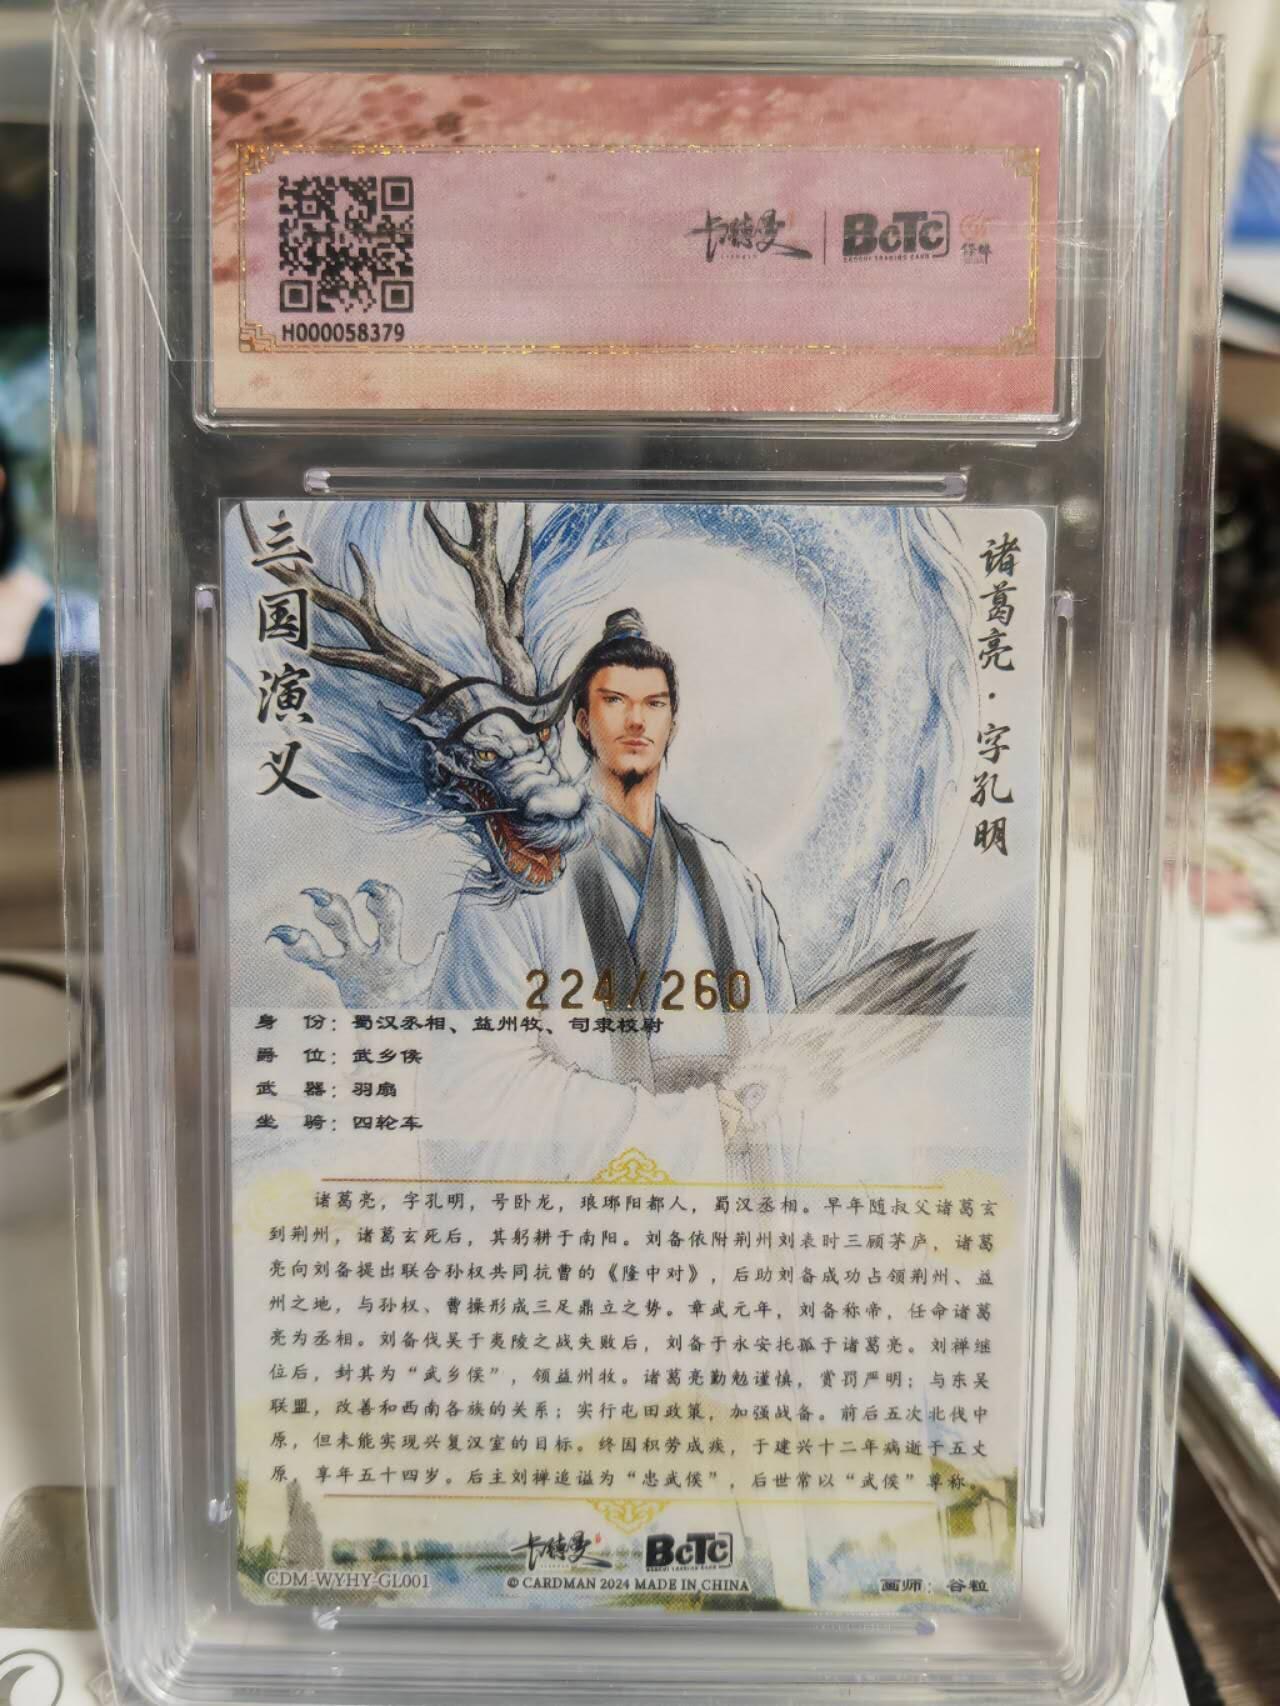 卡德曼
BCTC
H000058379
三国演义
诸葛亮·字孔明
224/260
身 份：蜀汉丞相、益州牧、司隶校尉
爵 位：武乡侯
武 器：羽扇
坐 骑：四轮车
诸葛亮，字孔明，号卧龙，琅琊阳都人，蜀汉丞相。早年随叔父诸葛玄
到荆州，诸葛玄死后，其躬耕于南阳。刘备依附荆州刘表时三顾茅庐，诸葛
亮向刘备提出联合孙权共同抗曹的《隆中对》，后助刘备成功占领荆州、益
州之地，与孙权、曹操形成三足鼎立之势。章武元年，刘备称帝，任命诸葛
亮为丞相。刘备伐吴于夷陵之战失败后，刘备于永安托孤于诸葛亮。刘禅继
位后，封其为“武乡侯”，领益州牧。诸葛亮勤勉谨慎，赏罚严明；与东吴
联盟，改善和西南各族的关系；实行屯田政策，加强战备。前后五次北伐中
原，但未能实现兴复汉室的目标。终因积劳成疾，于建兴十二年病逝于五丈
原，享年五十四岁。后主刘禅追谥为“忠武侯”，后世常以“武侯”尊称。
卡德曼
BCTC
CDM-WYHY-GL001
© CARDMAN 2024 MADE IN CHINA
画师：谷粒